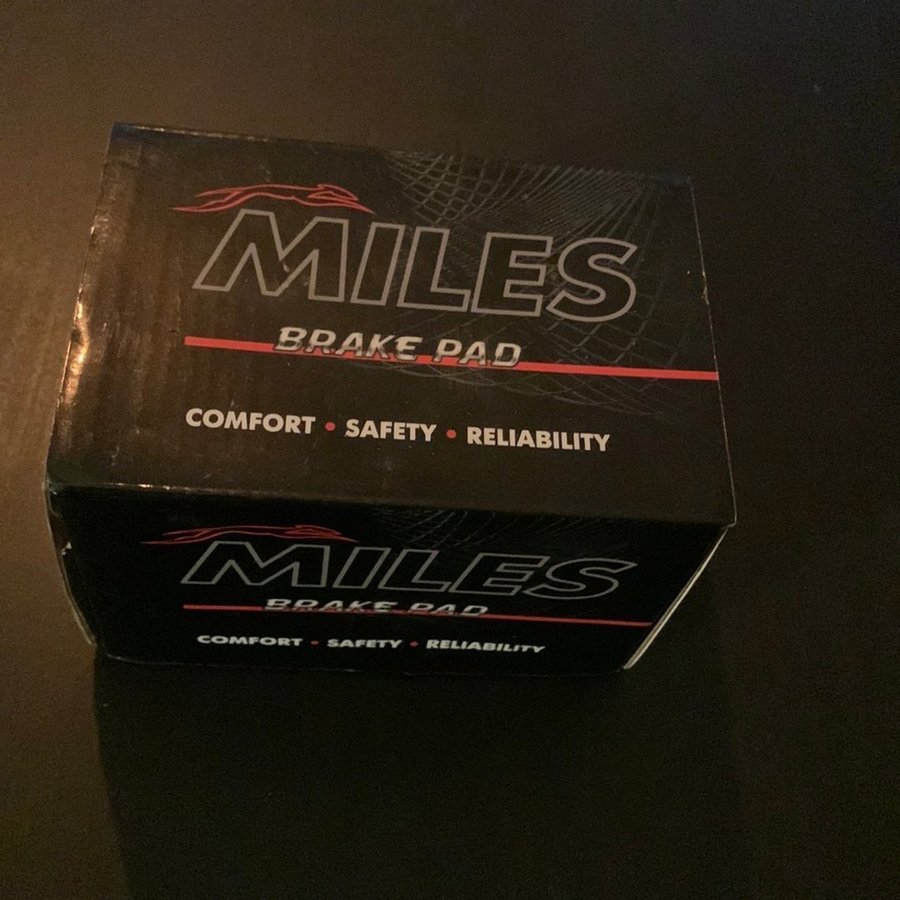 MILES
BRAKE PAD
COMFORT • SAFETY • RELIABILITY
MILES
BRAKE PAD
COMFORT • SAFETY • RELIABILITY